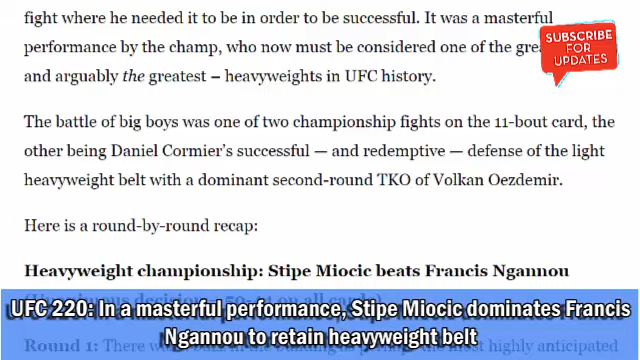 fight where he needed it to be in order to be successful. It was a masterful
performance by the champ, who now must be considered one of the
and arguably the greatest – heavyweights in UFC history.
SUBSCRIBE
FOR
UPDATES
The battle of big boys was one of two championship fights on the 11-bout card, the
other being Daniel Cormier's successful — and redemptive — defense of the light
heavyweight belt with a dominant second-round TKO of Volkan Oezdemir.
Here is a round-by-round recap:
Heavyweight championship: Stipe Miocic beats Francis Ngannou
UFC 220: In a masterful performance, Stipe Miocic dominates Francis
Ngannou to retain heavyweight belt
Round 1: